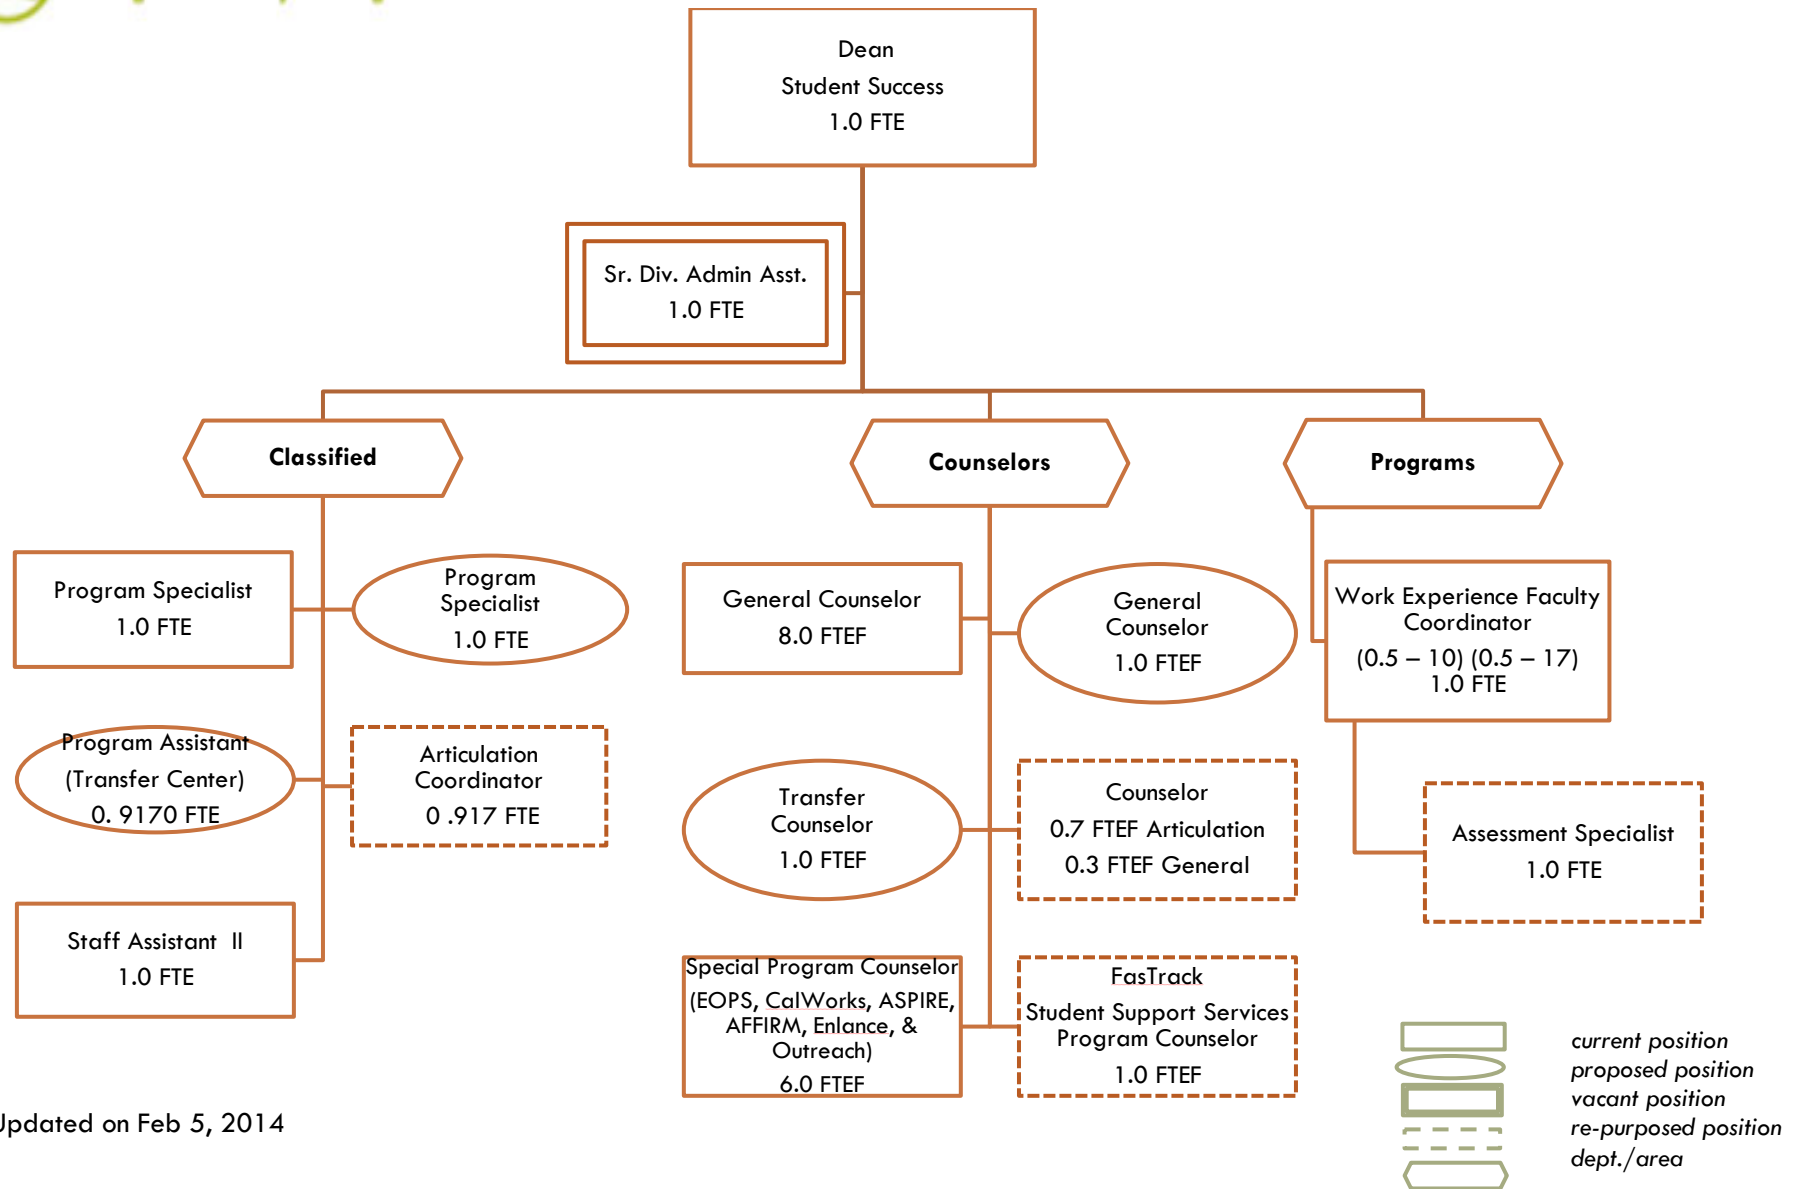 Dean
Student Success
1.0 FTE
Sr. Div. Admin Asst.
1.0 FTE
Classified
Counselors
Programs
Program Specialist
1.0 FTE
Program
Specialist
1.0 FTE
General Counselor
8.0 FTEF
General
Counselor
1.0 FTEF
Work Experience Faculty
Coordinator
(0.5 – 10) (0.5 – 17)
1.0 FTE
Program Assistant
(Transfer Center)
0. 9170 FTE
Articulation
Coordinator
0 .917 FTE
Transfer
Counselor
1.0 FTEF
Counselor
0.7 FTEF Articulation
0.3 FTEF General
Assessment Specialist
1.0 FTE
Staff Assistant  II
1.0 FTE
Special Program Counselor
(EOPS, CalWorks, ASPIRE,
AFFIRM, Enlance, &
Outreach)
6.0 FTEF
FasTrack
Student Support Services
Program Counselor
1.0 FTEF
current position
proposed position
vacant position
re-purposed position
dept./area
Updated on Feb 5, 2014